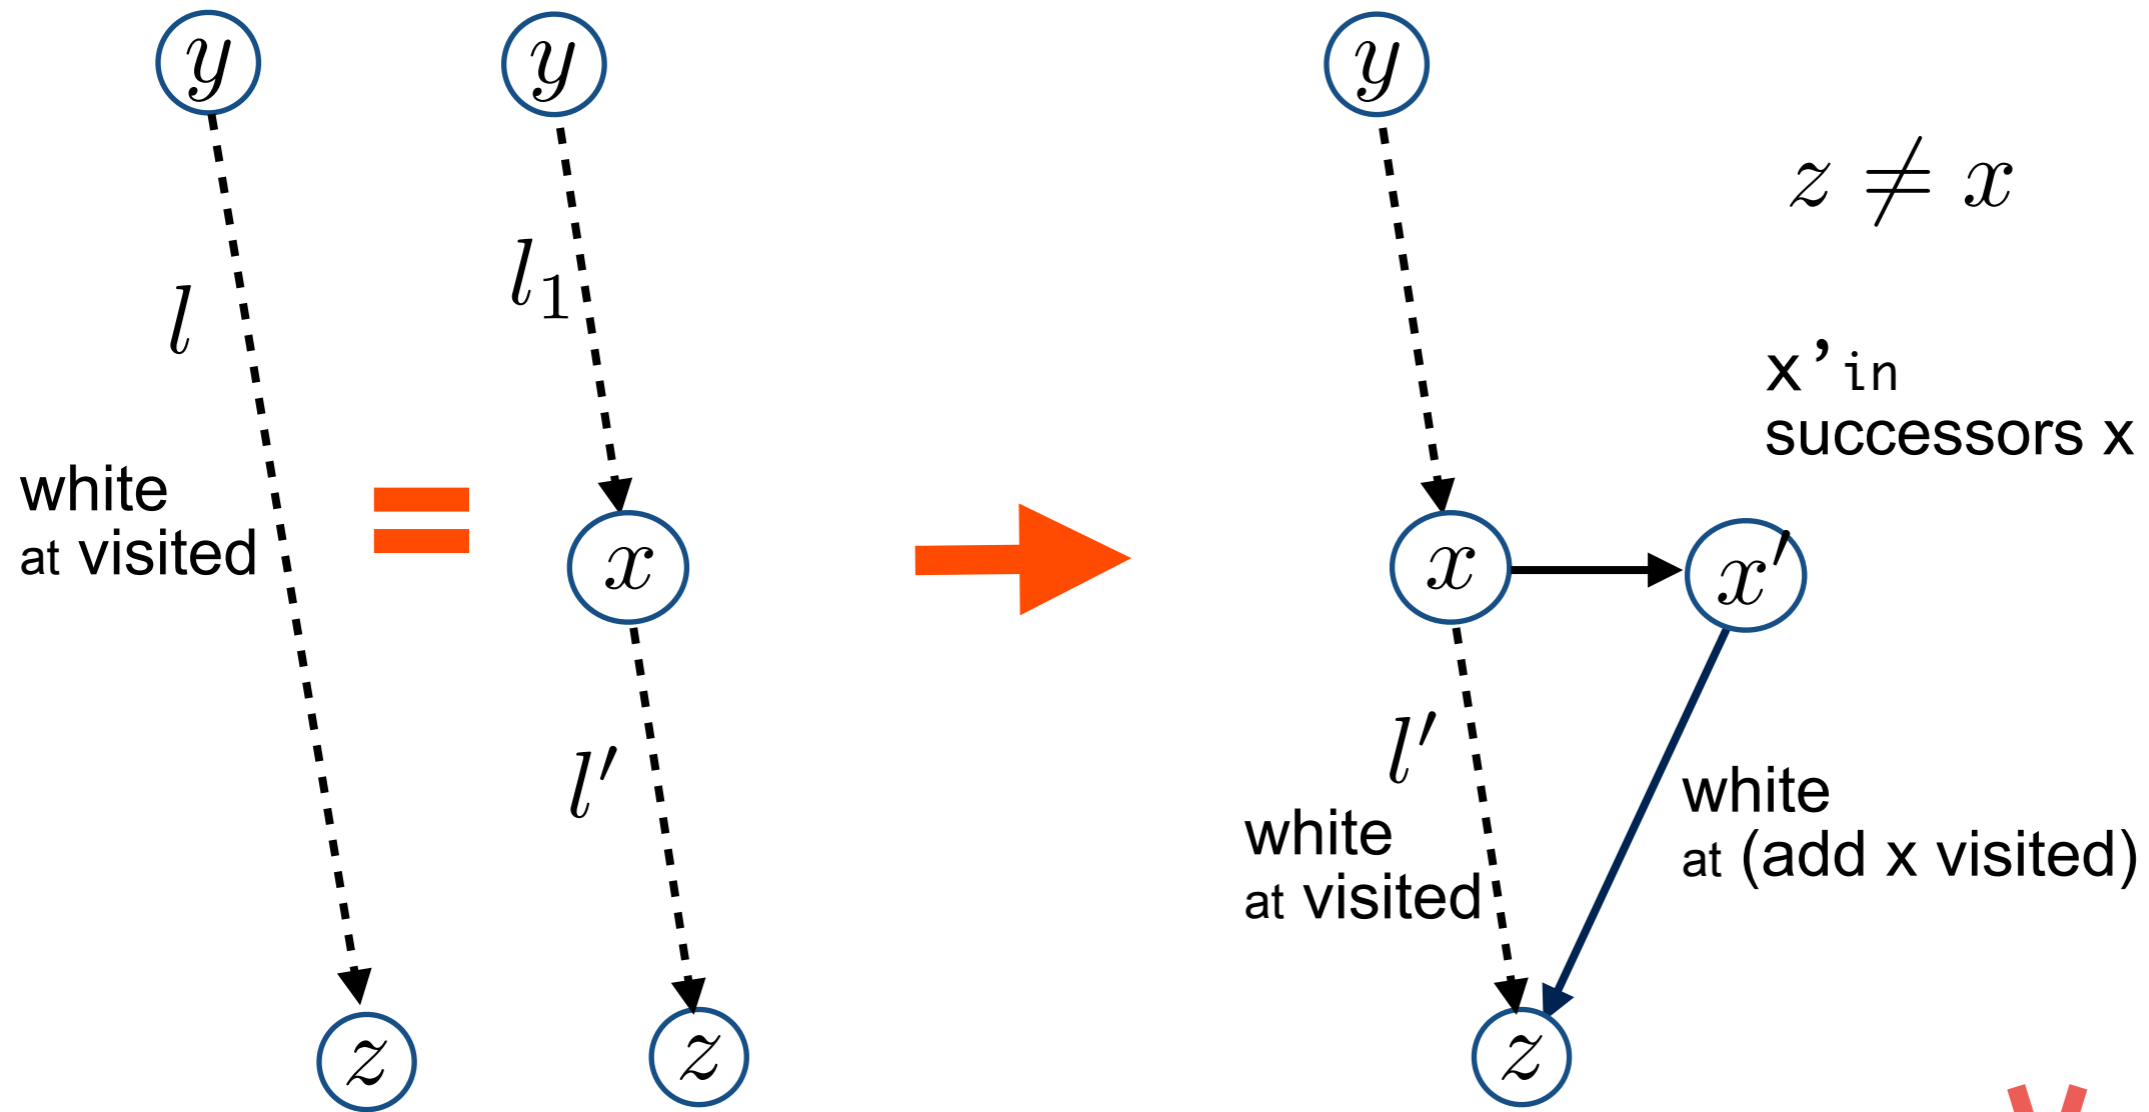 y
l
white
at visited
z
=
y
l₁
x
l′
z
y
x
x′
l′
white
at visited
z
z ≠ x
x’in
successors x
white
at (add x visited)